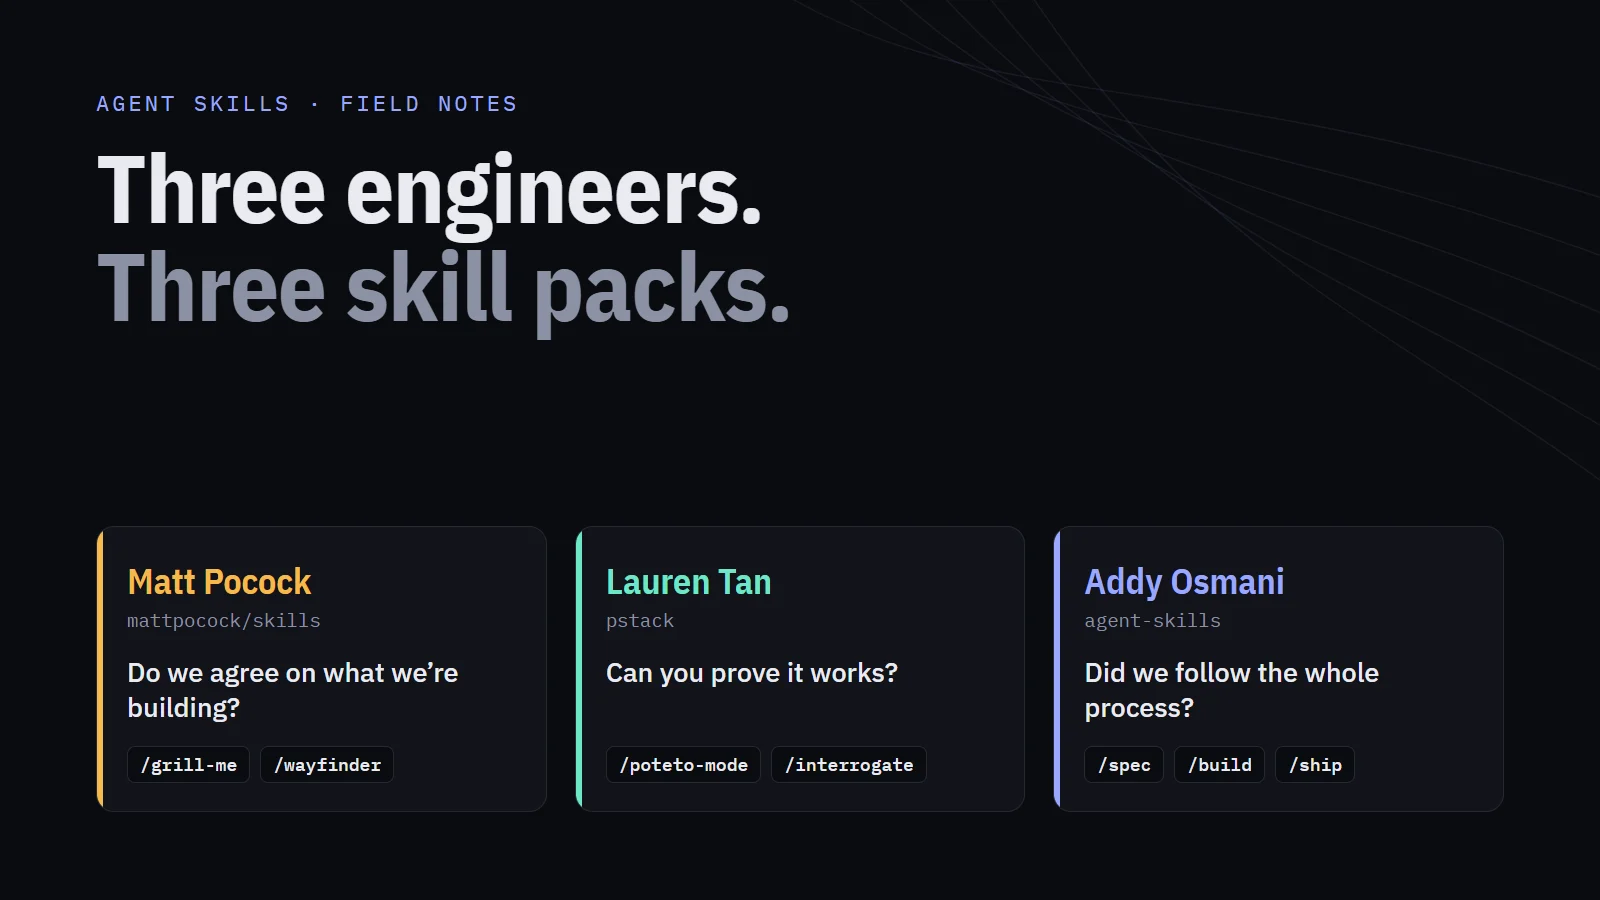 AGENT SKILLS · FIELD NOTES
Three engineers.
Three skill packs.
Matt Pocock
mattpocock/skills
Do we agree on what we’re
building?
/grill-me
/wayfinder
Lauren Tan
pstack
Can you prove it works?
/poteto-mode
/interrogate
Addy Osmani
agent-skills
Did we follow the whole
process?
/spec
/build
/ship